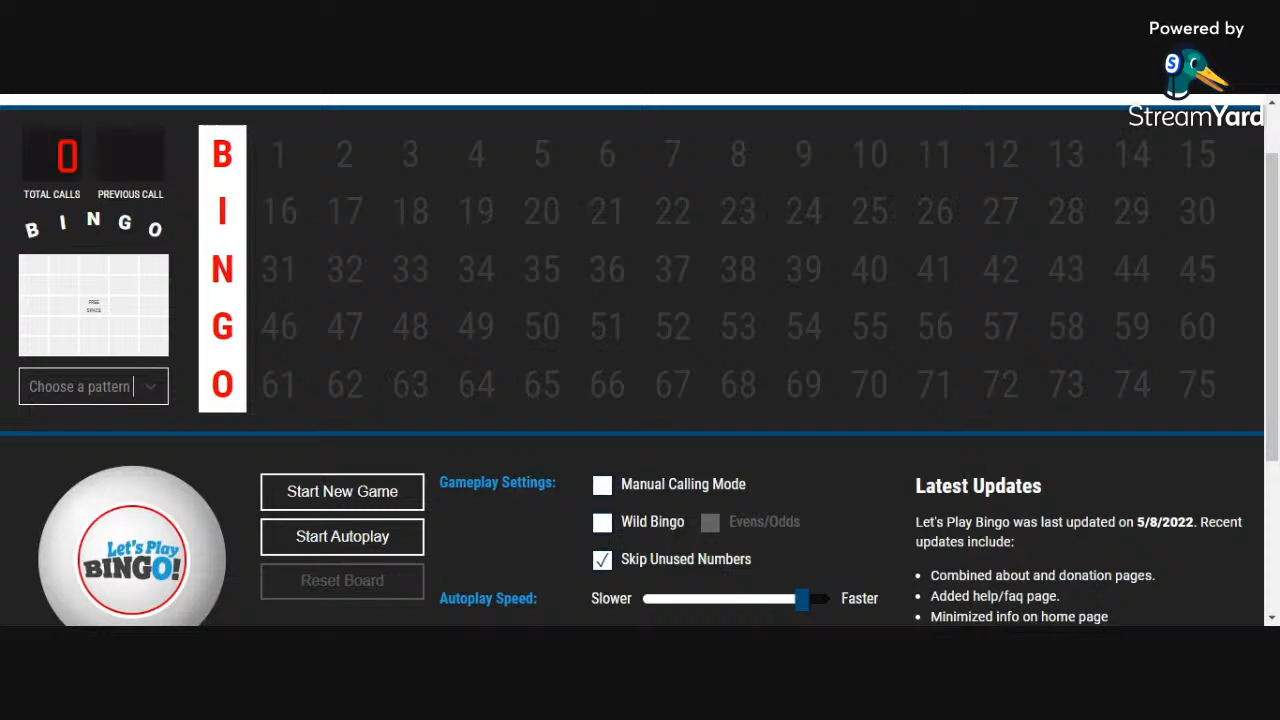 Powered by
StreamYard
0
TOTAL CALLS PREVIOUS CALL
B I N G O
FREE
SPACE
Choose a pattern
B 1 2 3 4 5 6 7 8 9 10 11 12 13 14 15
I 16 17 18 19 20 21 22 23 24 25 26 27 28 29 30
N 31 32 33 34 35 36 37 38 39 40 41 42 43 44 45
G 46 47 48 49 50 51 52 53 54 55 56 57 58 59 60
O 61 62 63 64 65 66 67 68 69 70 71 72 73 74 75
Let's Play
BINGO!
Start New Game
Start Autoplay
Reset Board
Gameplay Settings:
Manual Calling Mode
Wild Bingo Evens/Odds
Skip Unused Numbers
Autoplay Speed: Slower Faster
Latest Updates
Let's Play Bingo was last updated on 5/8/2022. Recent
updates include:
Combined about and donation pages.
Added help/faq page.
Minimized info on home page